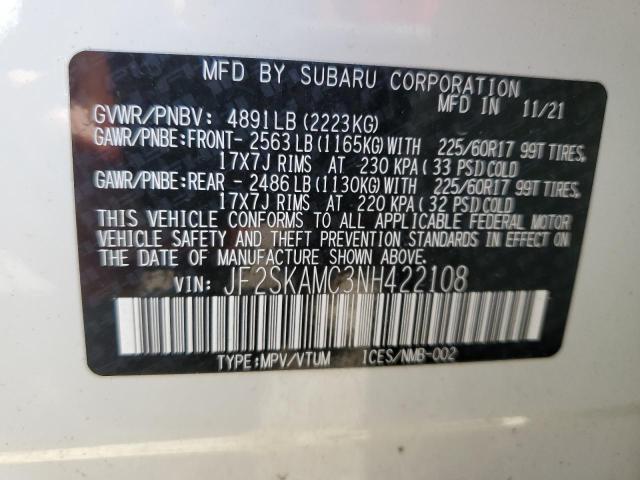 MFD BY SUBARU CORPORATION
MFD IN 11/21
GVWR/PNBV: 4891LB (2223KG)
GAWR/PNBE:FRONT- 2563LB(1165KG)WITH 225/60R17 99T TIRES,
17X7J RIMS AT 230 KPA( 33 PSI)COLD
GAWR/PNBE:REAR - 2486LB(1130KG)WITH 225/60R17 99T TIRES,
17X7J RIMS AT 220 KPA( 32 PSI)COLD
THIS VEHICLE CONFORMS TO ALL APPLICABLE FEDERAL MOTOR
VEHICLE SAFETY AND THEFT PREVENTION STANDARDS IN EFFECT ON
THE DATE OF MANUFACTURE SHOWN ABOVE.
VIN: JF2SKAMC3NH422108
TYPE:MPV/VTUM ICES/NMB-002